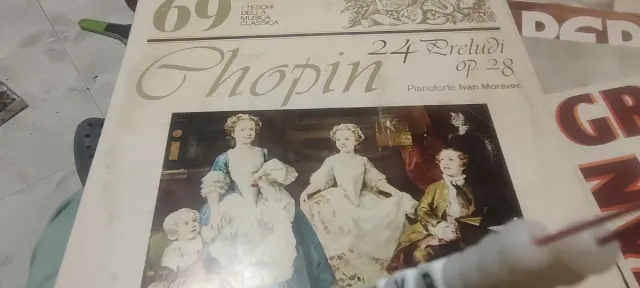 69
I TESORI
DELLA
MUSICA
CLASSICA
Chopin
24 Preludi
op. 28
Pianoforte Ivan Moravec